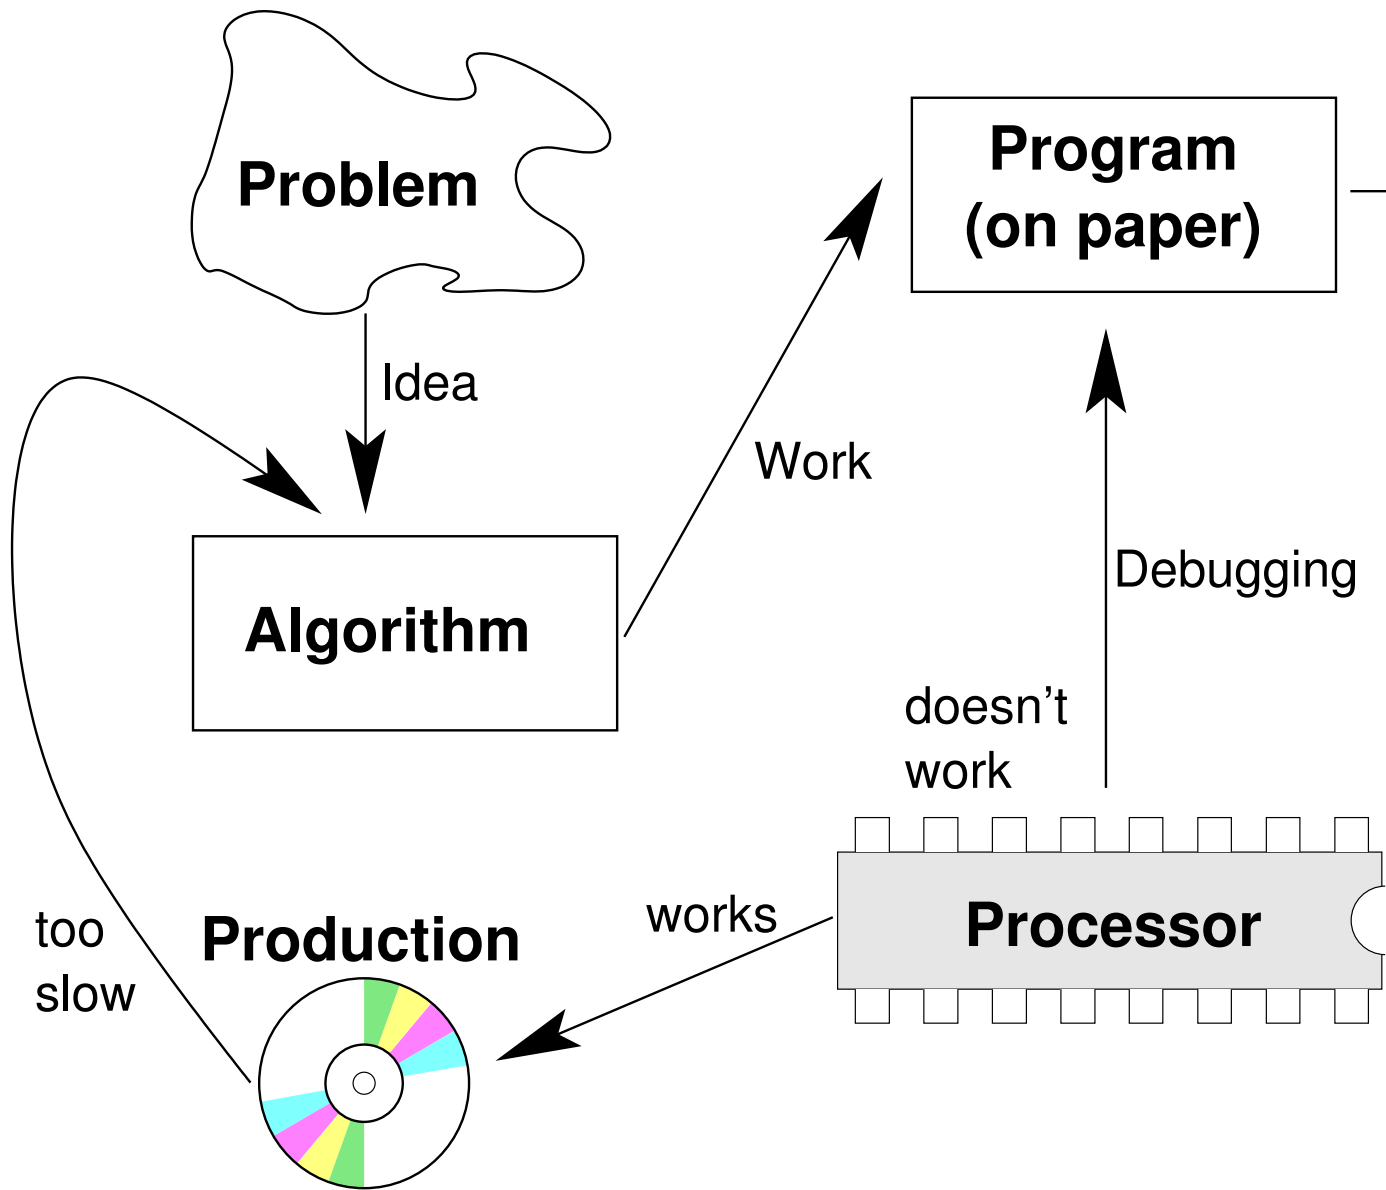 Problem
Program
(on paper)
Idea
Work
Debugging
Algorithm
doesn't
work
works
Processor
too
slow
Production